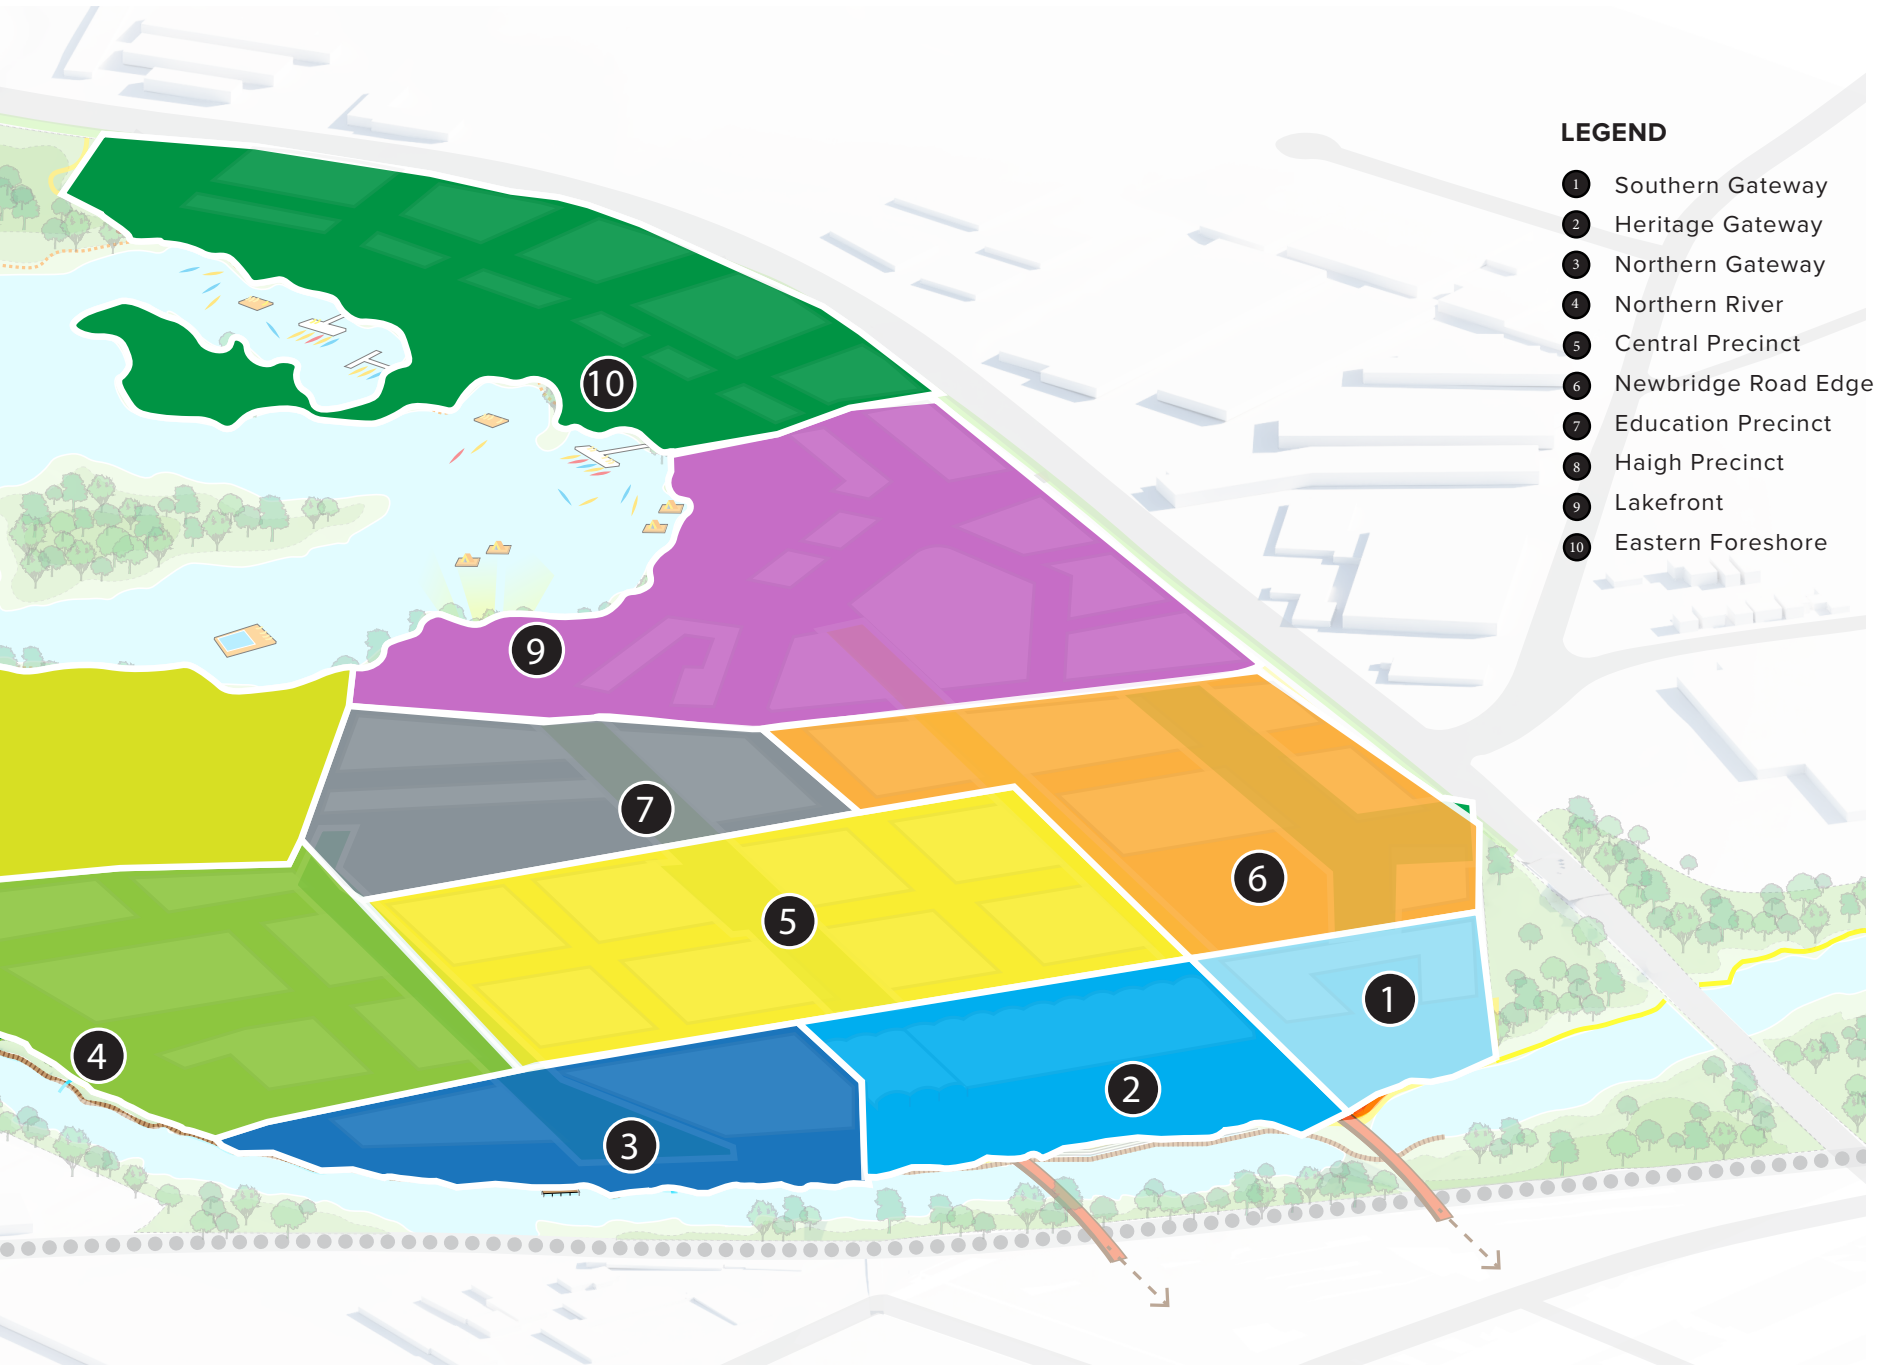 LEGEND
1 Southern Gateway
2 Heritage Gateway
3 Northern Gateway
4 Northern River
5 Central Precinct
6 Newbridge Road Edge
7 Education Precinct
8 Haigh Precinct
9 Lakefront
10 Eastern Foreshore
10
9
7
6
5
1
4
2
3